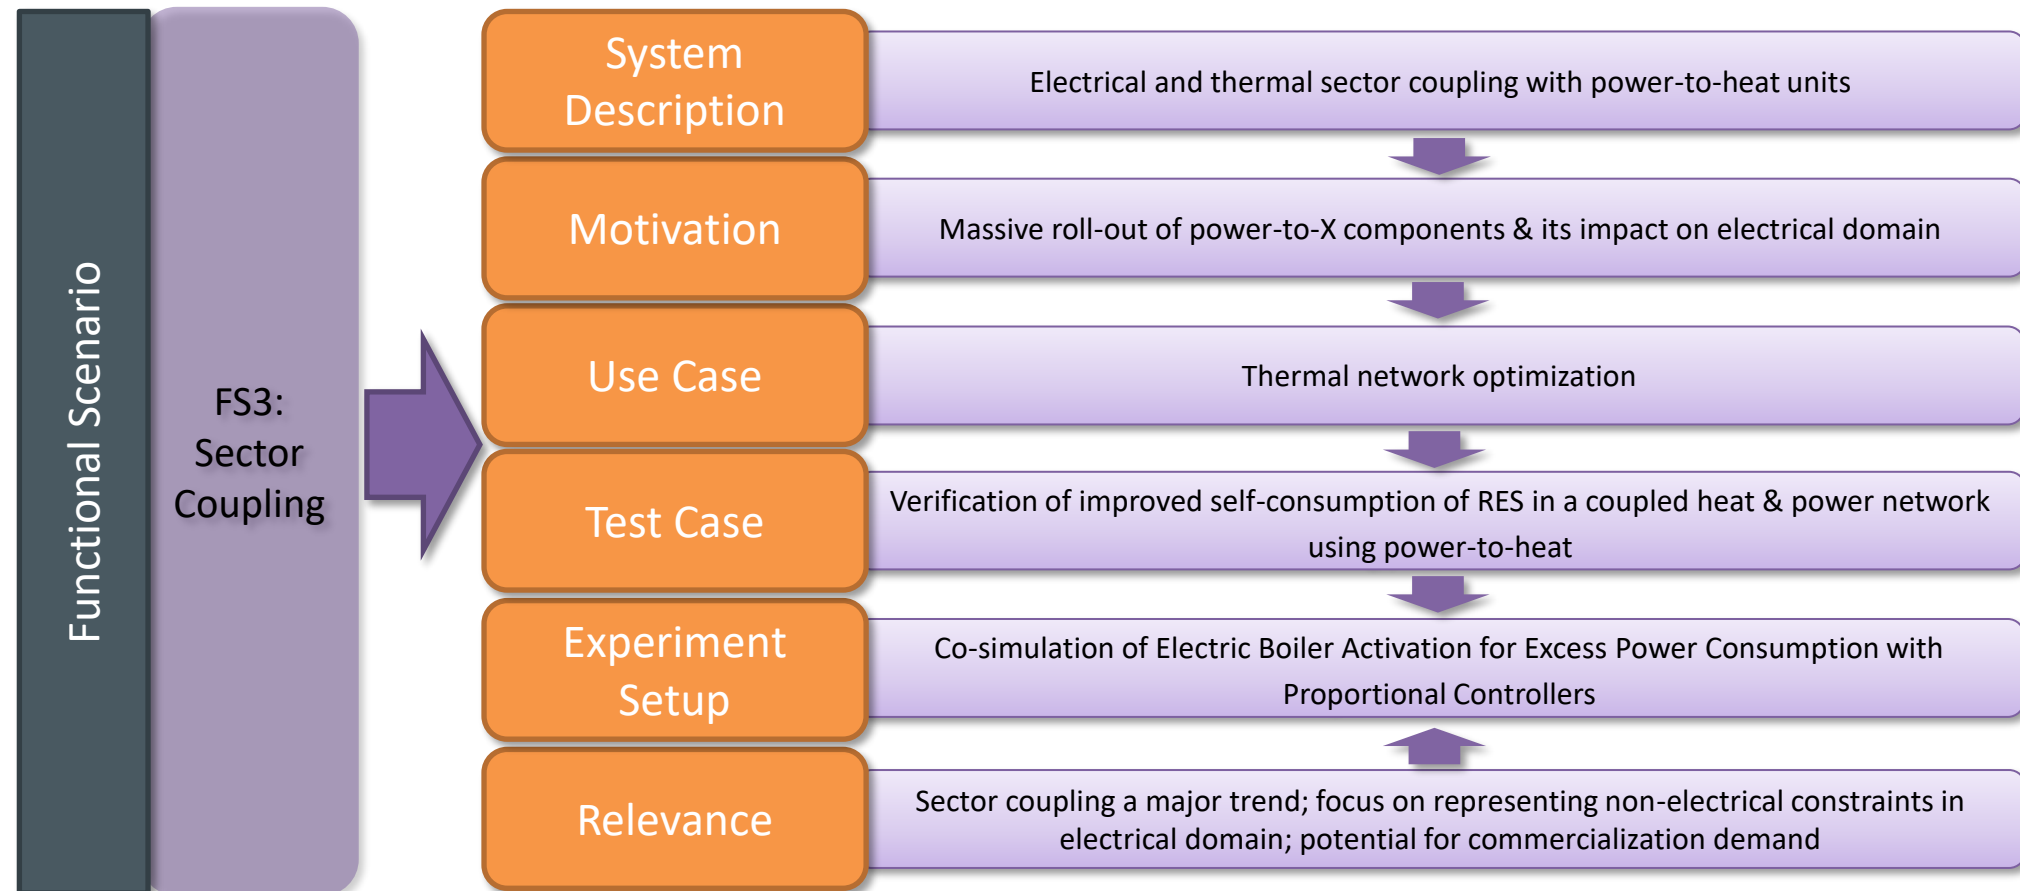 Functional Scenario
FS3:
Sector
Coupling
System
Description
Electrical and thermal sector coupling with power-to-heat units
Motivation
Massive roll-out of power-to-X components & its impact on electrical domain
Use Case
Thermal network optimization
Test Case
Verification of improved self-consumption of RES in a coupled heat & power network
using power-to-heat
Experiment
Setup
Co-simulation of Electric Boiler Activation for Excess Power Consumption with
Proportional Controllers
Relevance
Sector coupling a major trend; focus on representing non-electrical constraints in
electrical domain; potential for commercialization demand